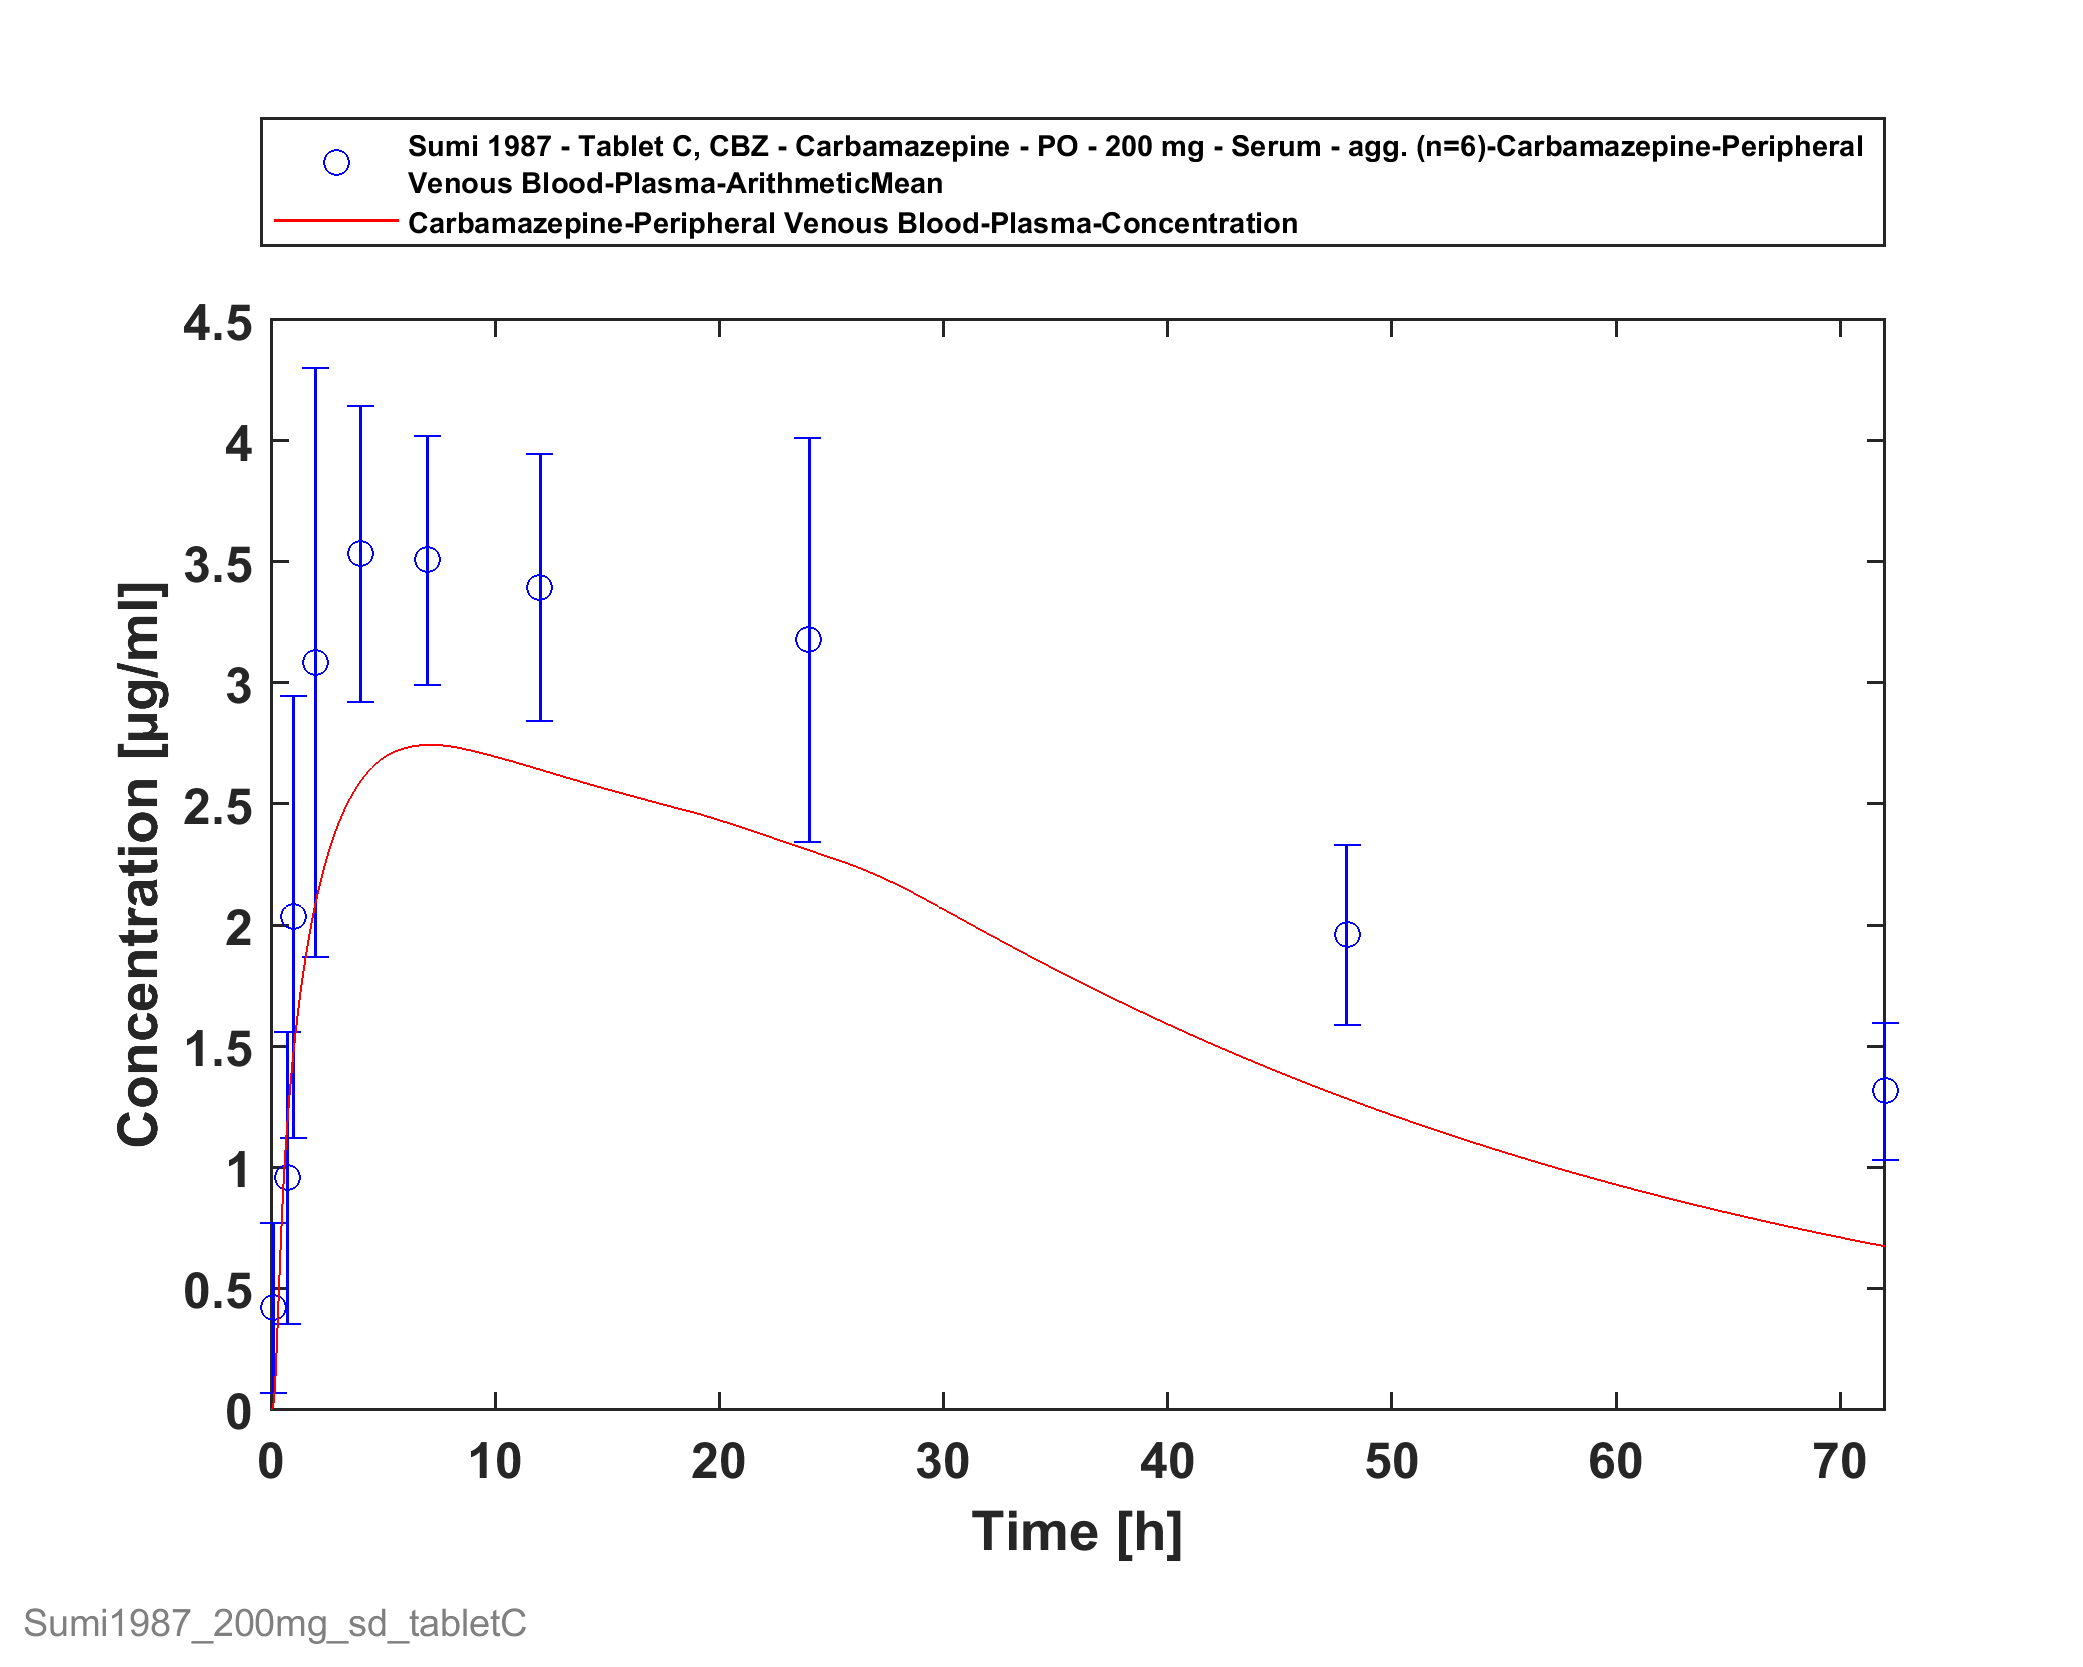 Sumi 1987 - Tablet C, CBZ - Carbamazepine - PO - 200 mg - Serum - agg. (n=6)-Carbamazepine-Peripheral
Venous Blood-Plasma-ArithmeticMean
Carbamazepine-Peripheral Venous Blood-Plasma-Concentration
4.5
4
3.5
3
2.5
2
1.5
1
0.5
0
Concentration [µg/ml]
0 10 20 30 40 50 60 70
Time [h]
Sumi1987_200mg_sd_tabletC